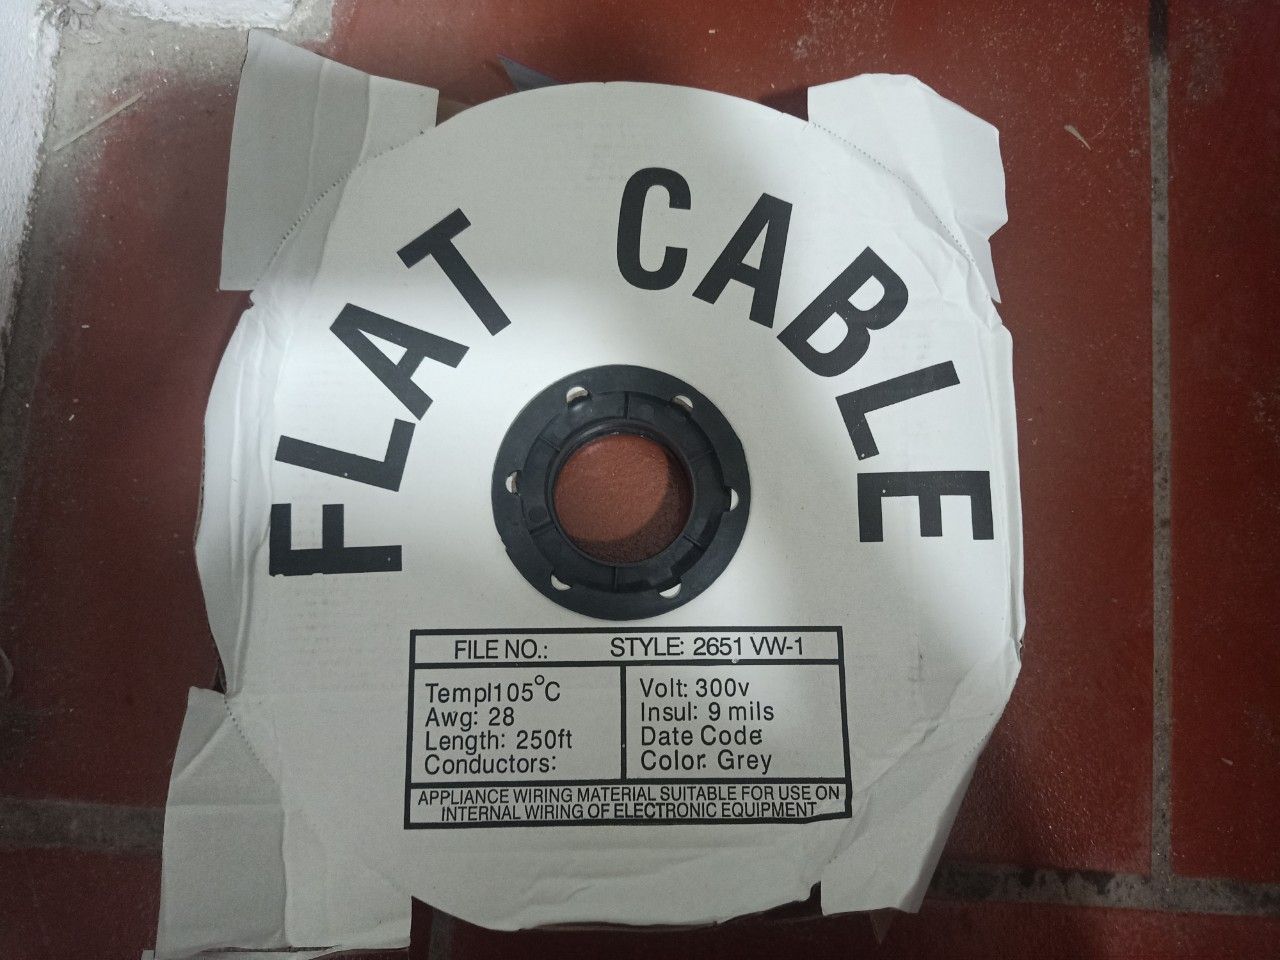 FLAT CABLE
FILE NO.: STYLE: 2651 VW-1
Templ105°C
Awg: 28
Length: 250ft
Conductors:
Volt: 300v
Insul: 9 mils
Date Code
Color: Grey
APPLIANCE WIRING MATERIAL SUITABLE FOR USE ON
INTERNAL WIRING OF ELECTRONIC EQUIPMENT